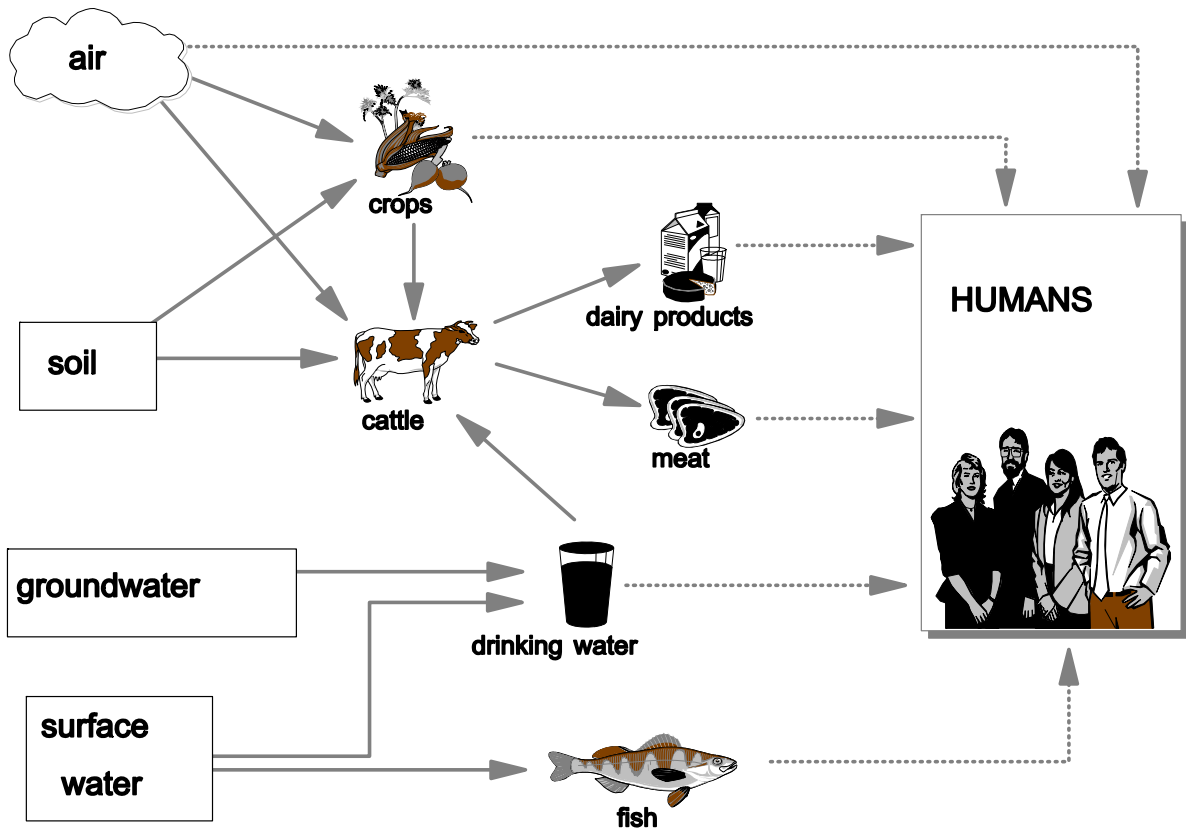 air
crops
dairy products
HUMANS
soil
cattle
meat
groundwater
drinking water
surface
water
fish